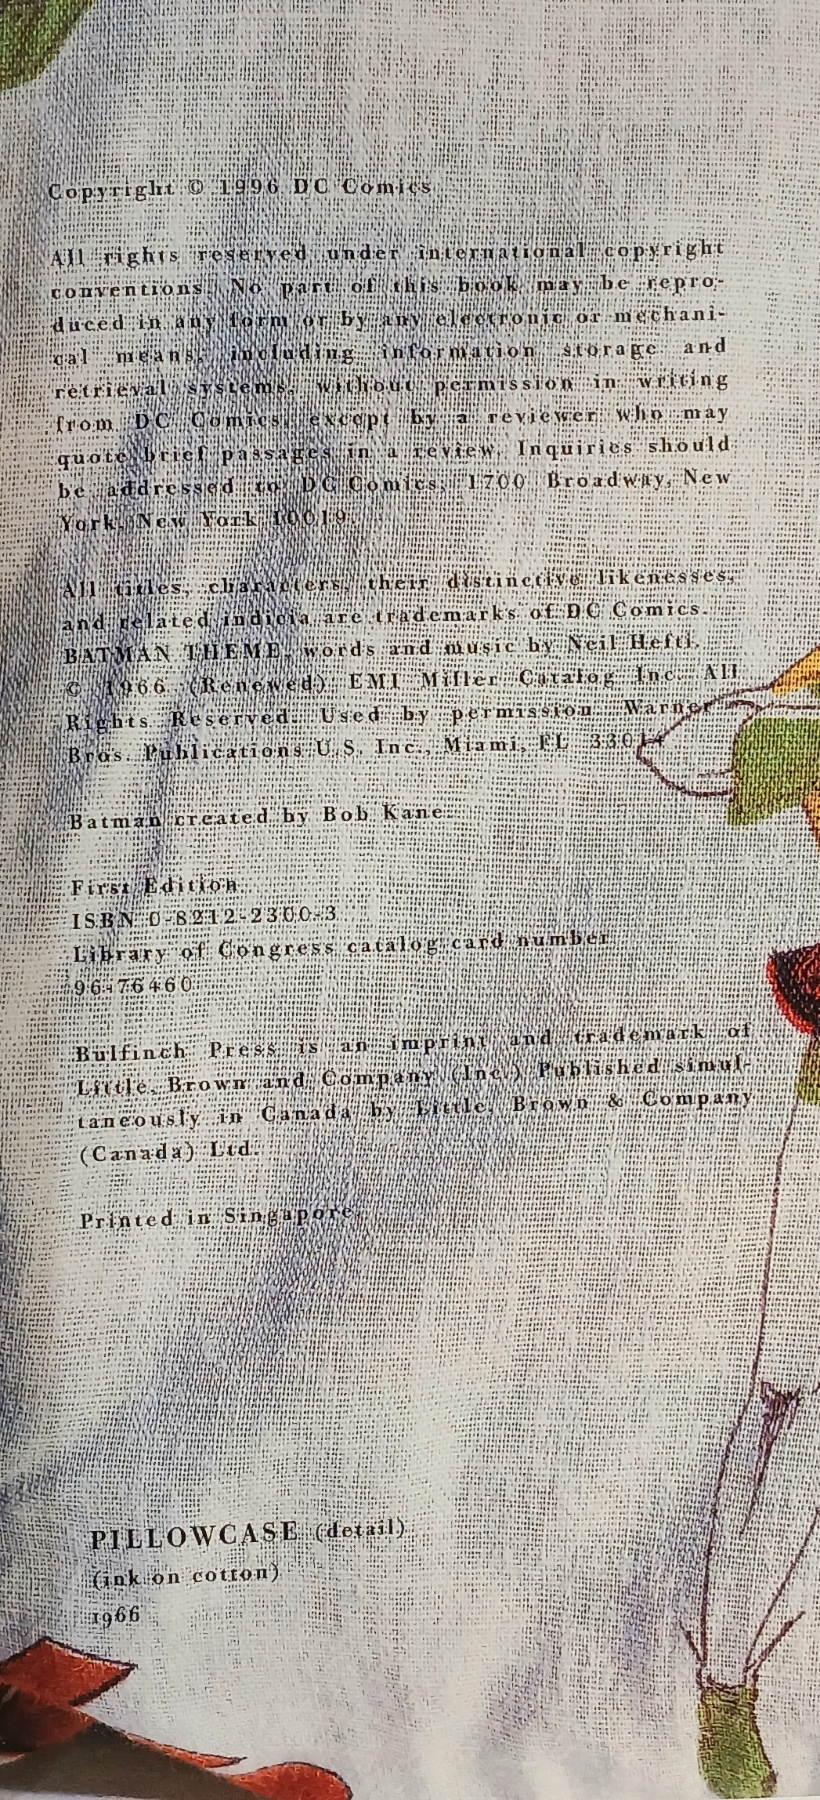 Copyright © 1996 DC Comics
All rights reserved under international copyright
conventions. No part of this book may be repro-
duced in any form or by any electronic or mechani-
cal means, including information storage and
retrieval systems, without permission in writing
from DC Comics, except by a reviewer who may
quote brief passages in a review. Inquiries should
be addressed to DC Comics, 1700 Broadway, New
York, New York 10019.
All titles, characters, their distinctive likenesses,
and related indicia are trademarks of DC Comics.
BATMAN THEME, words and music by Neil Hefti.
© 1966 (Renewed) EMI Miller Catalog Inc. All
Rights Reserved. Used by permission Warner
Bros. Publications U.S. Inc., Miami, FL 33014
Batman created by Bob Kane.
First Edition
ISBN 0-8212-2300-3
Library of Congress catalog card number
96-76460
Bulfinch Press is an imprint and trademark of
Little, Brown and Company (Inc.) Published simul-
taneously in Canada by Little, Brown & Company
(Canada) Ltd.
Printed in Singapore
PILLOWCASE (detail)
(ink on cotton)
1966